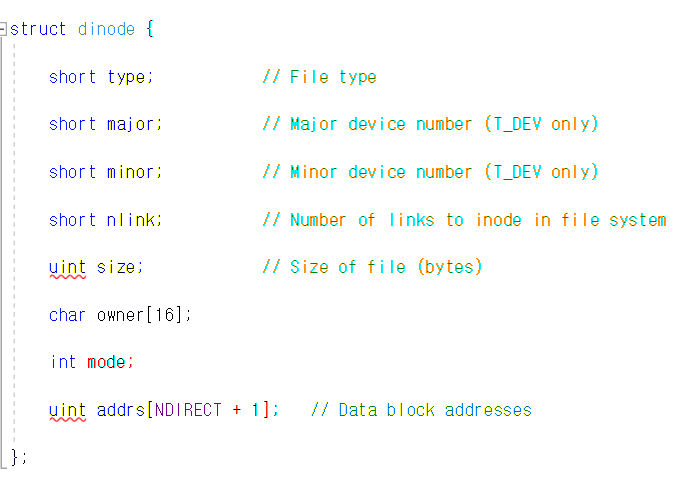 struct dinode {
short type; // File type
short major; // Major device number (T_DEV only)
short minor; // Minor device number (T_DEV only)
short nlink; // Number of links to inode in file system
uint size; // Size of file (bytes)
char owner[16];
int mode;
uint addrs[NDIRECT + 1]; // Data block addresses
};